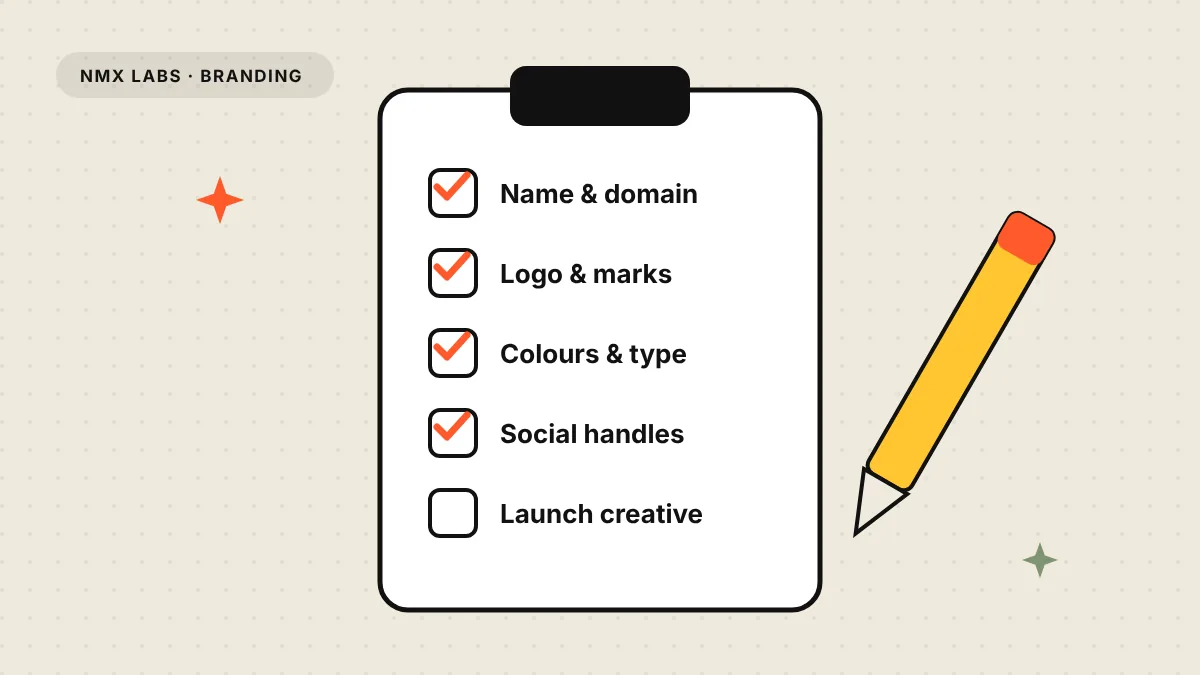 NMX LABS · BRANDING
Name & domain
Logo & marks
Colours & type
Social handles
Launch creative